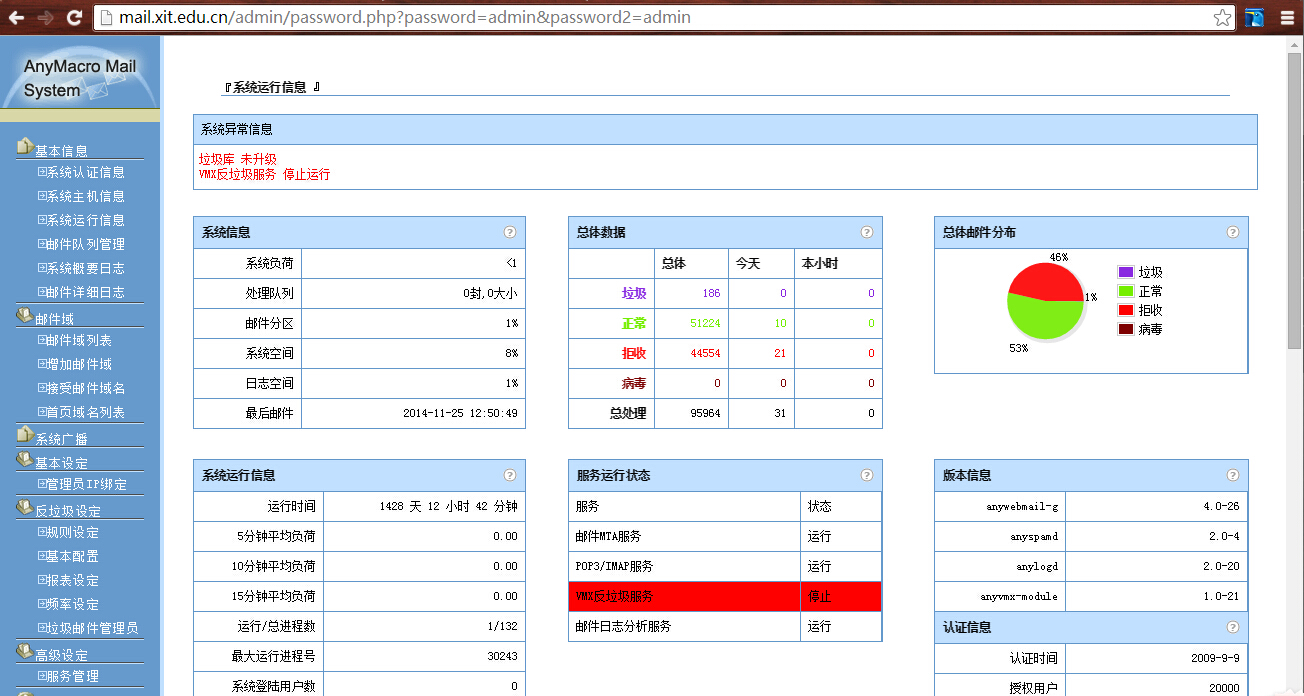 mail.xit.edu.cn/admin/password.php?password=admin&password2=admin
AnyMacro Mail
System
基本信息
系统认证信息
系统主机信息
系统运行信息
邮件队列管理
系统概要日志
邮件详细日志
邮件域
邮件域列表
增加邮件域
接受邮件域名
首页域名列表
系统广播
基本设定
管理员IP绑定
反垃圾设定
规则设定
基本配置
报表设定
频率设定
垃圾邮件管理员
高级设定
服务管理
『系统运行信息 』
系统异常信息
垃圾库 未升级
VMX反垃圾服务 停止运行
系统信息
系统负荷 <1
处理队列 0封,0大小
邮件分区 1%
系统空间 8%
日志空间 1%
最后邮件 2014-11-25 12:50:49
总体数据
总体 今天 本小时
垃圾 186 0 0
正常 51224 10 0
拒收 44554 21 0
病毒 0 0 0
总处理 95964 31 0
总体邮件分布
46%
1%
53%
垃圾
正常
拒收
病毒
系统运行信息
运行时间 1428 天 12 小时 42 分钟
5分钟平均负荷 0.00
10分钟平均负荷 0.00
15分钟平均负荷 0.00
运行/总进程数 1/132
最大运行进程号 30243
系统登陆用户数 0
服务运行状态
服务 状态
邮件MTA服务 运行
POP3/IMAP服务 运行
VMX反垃圾服务 停止
邮件日志分析服务 运行
版本信息
anywebmail-g 4.0-26
anyspamd 2.0-4
anylogd 2.0-20
anyvmx-module 1.0-21
认证信息
认证时间 2009-9-9
授权用户 20000